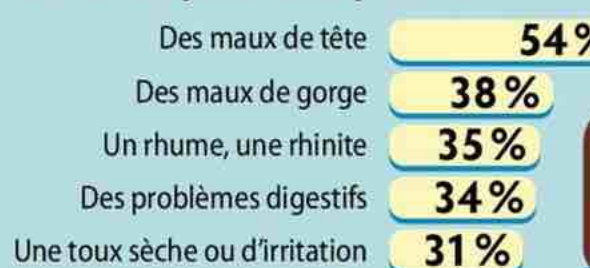 Des maux de tête 54%
Des maux de gorge 38%
Un rhume, une rhinite 35%
Des problèmes digestifs 34%
Une toux sèche ou d'irritation 31%